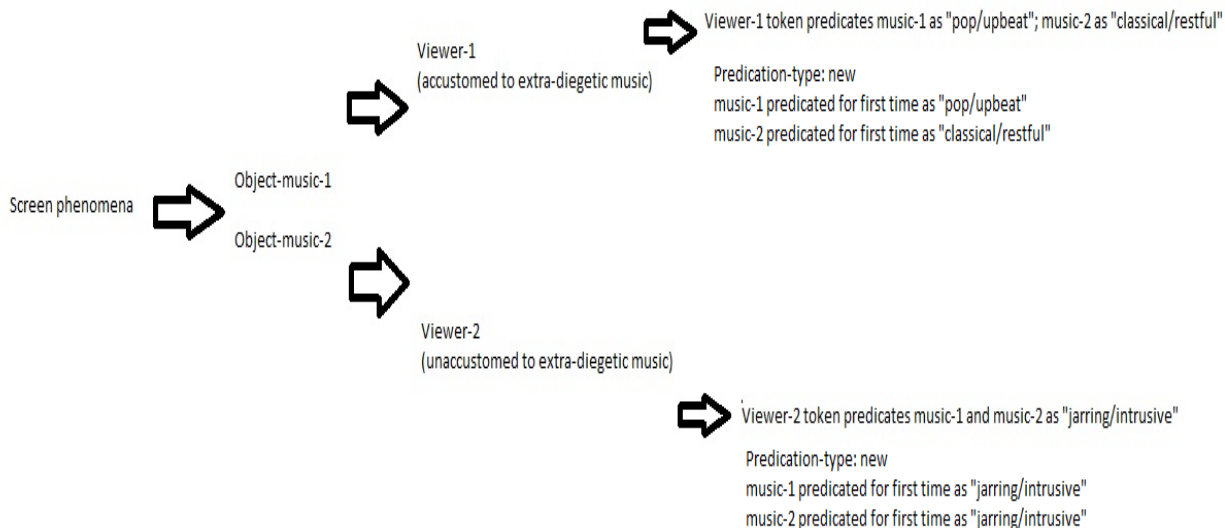 Screen phenomena
Object-music-1
Object-music-2
Viewer-1
(accustomed to extra-diegetic music)
Viewer-1 token predicates music-1 as "pop/upbeat"; music-2 as "classical/restful"
Predication-type: new
music-1 predicated for first time as "pop/upbeat"
music-2 predicated for first time as "classical/restful"
Viewer-2
(unaccustomed to extra-diegetic music)
Viewer-2 token predicates music-1 and music-2 as "jarring/intrusive"
Predication-type: new
music-1 predicated for first time as "jarring/intrusive"
music-2 predicated for first time as "jarring/intrusive"